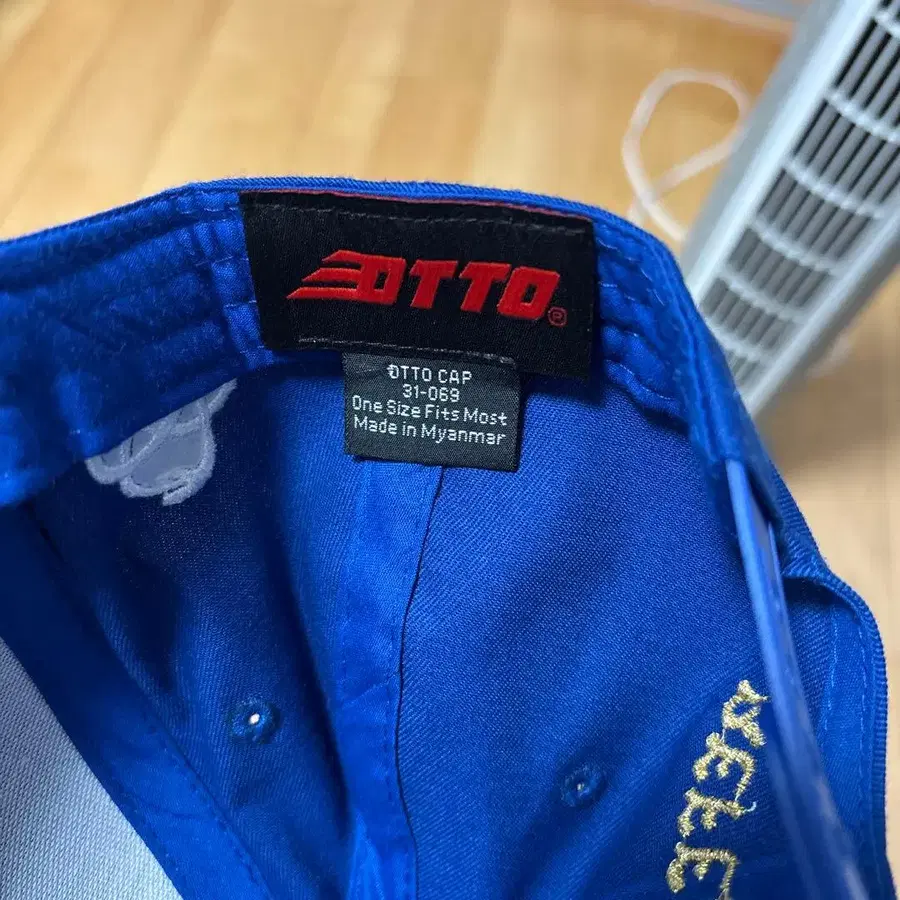 OTTO
OTTO CAP
31-069
One Size Fits Most
Made in Myanmar